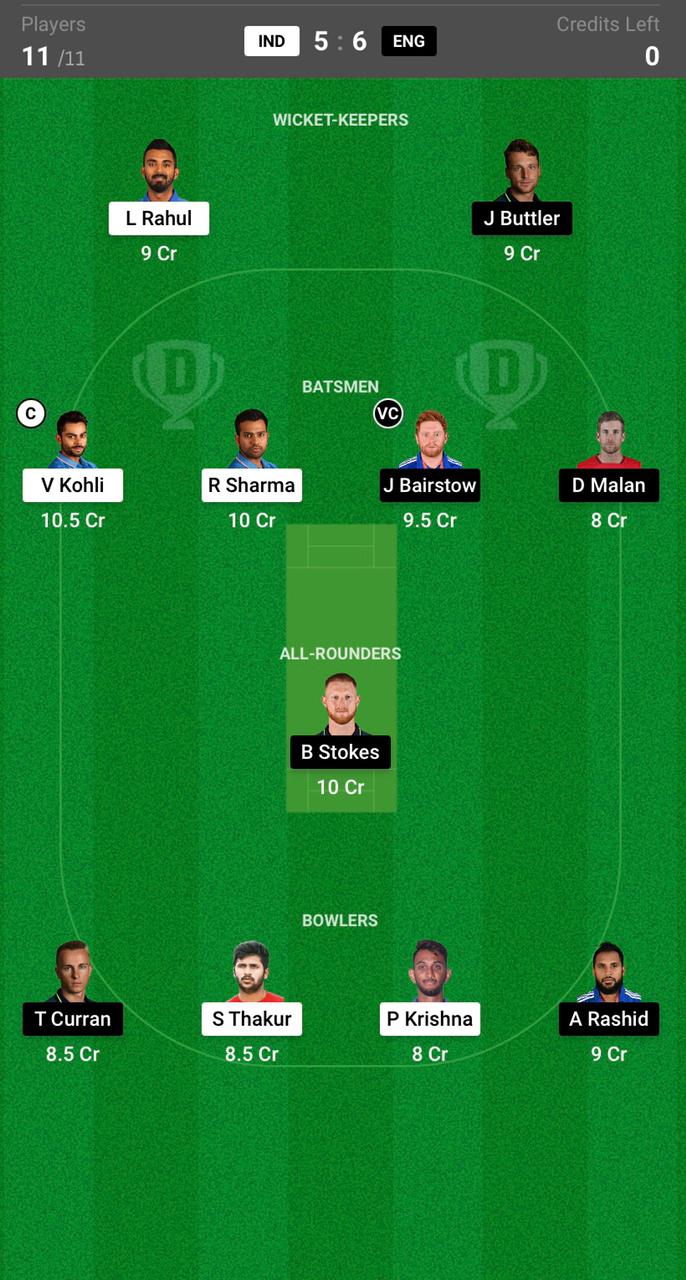 Players
Credits Left
11 /11
IND 5 : 6 ENG
0
WICKET-KEEPERS
L Rahul
J Buttler
9 Cr
9 Cr
D
D
BATSMEN
C
VC
V Kohli
R Sharma
J Bairstow
D Malan
10.5 Cr
10 Cr
9.5 Cr
8 Cr
ALL-ROUNDERS
B Stokes
10 Cr
BOWLERS
T Curran
S Thakur
P Krishna
A Rashid
8.5 Cr
8.5 Cr
8 Cr
9 Cr